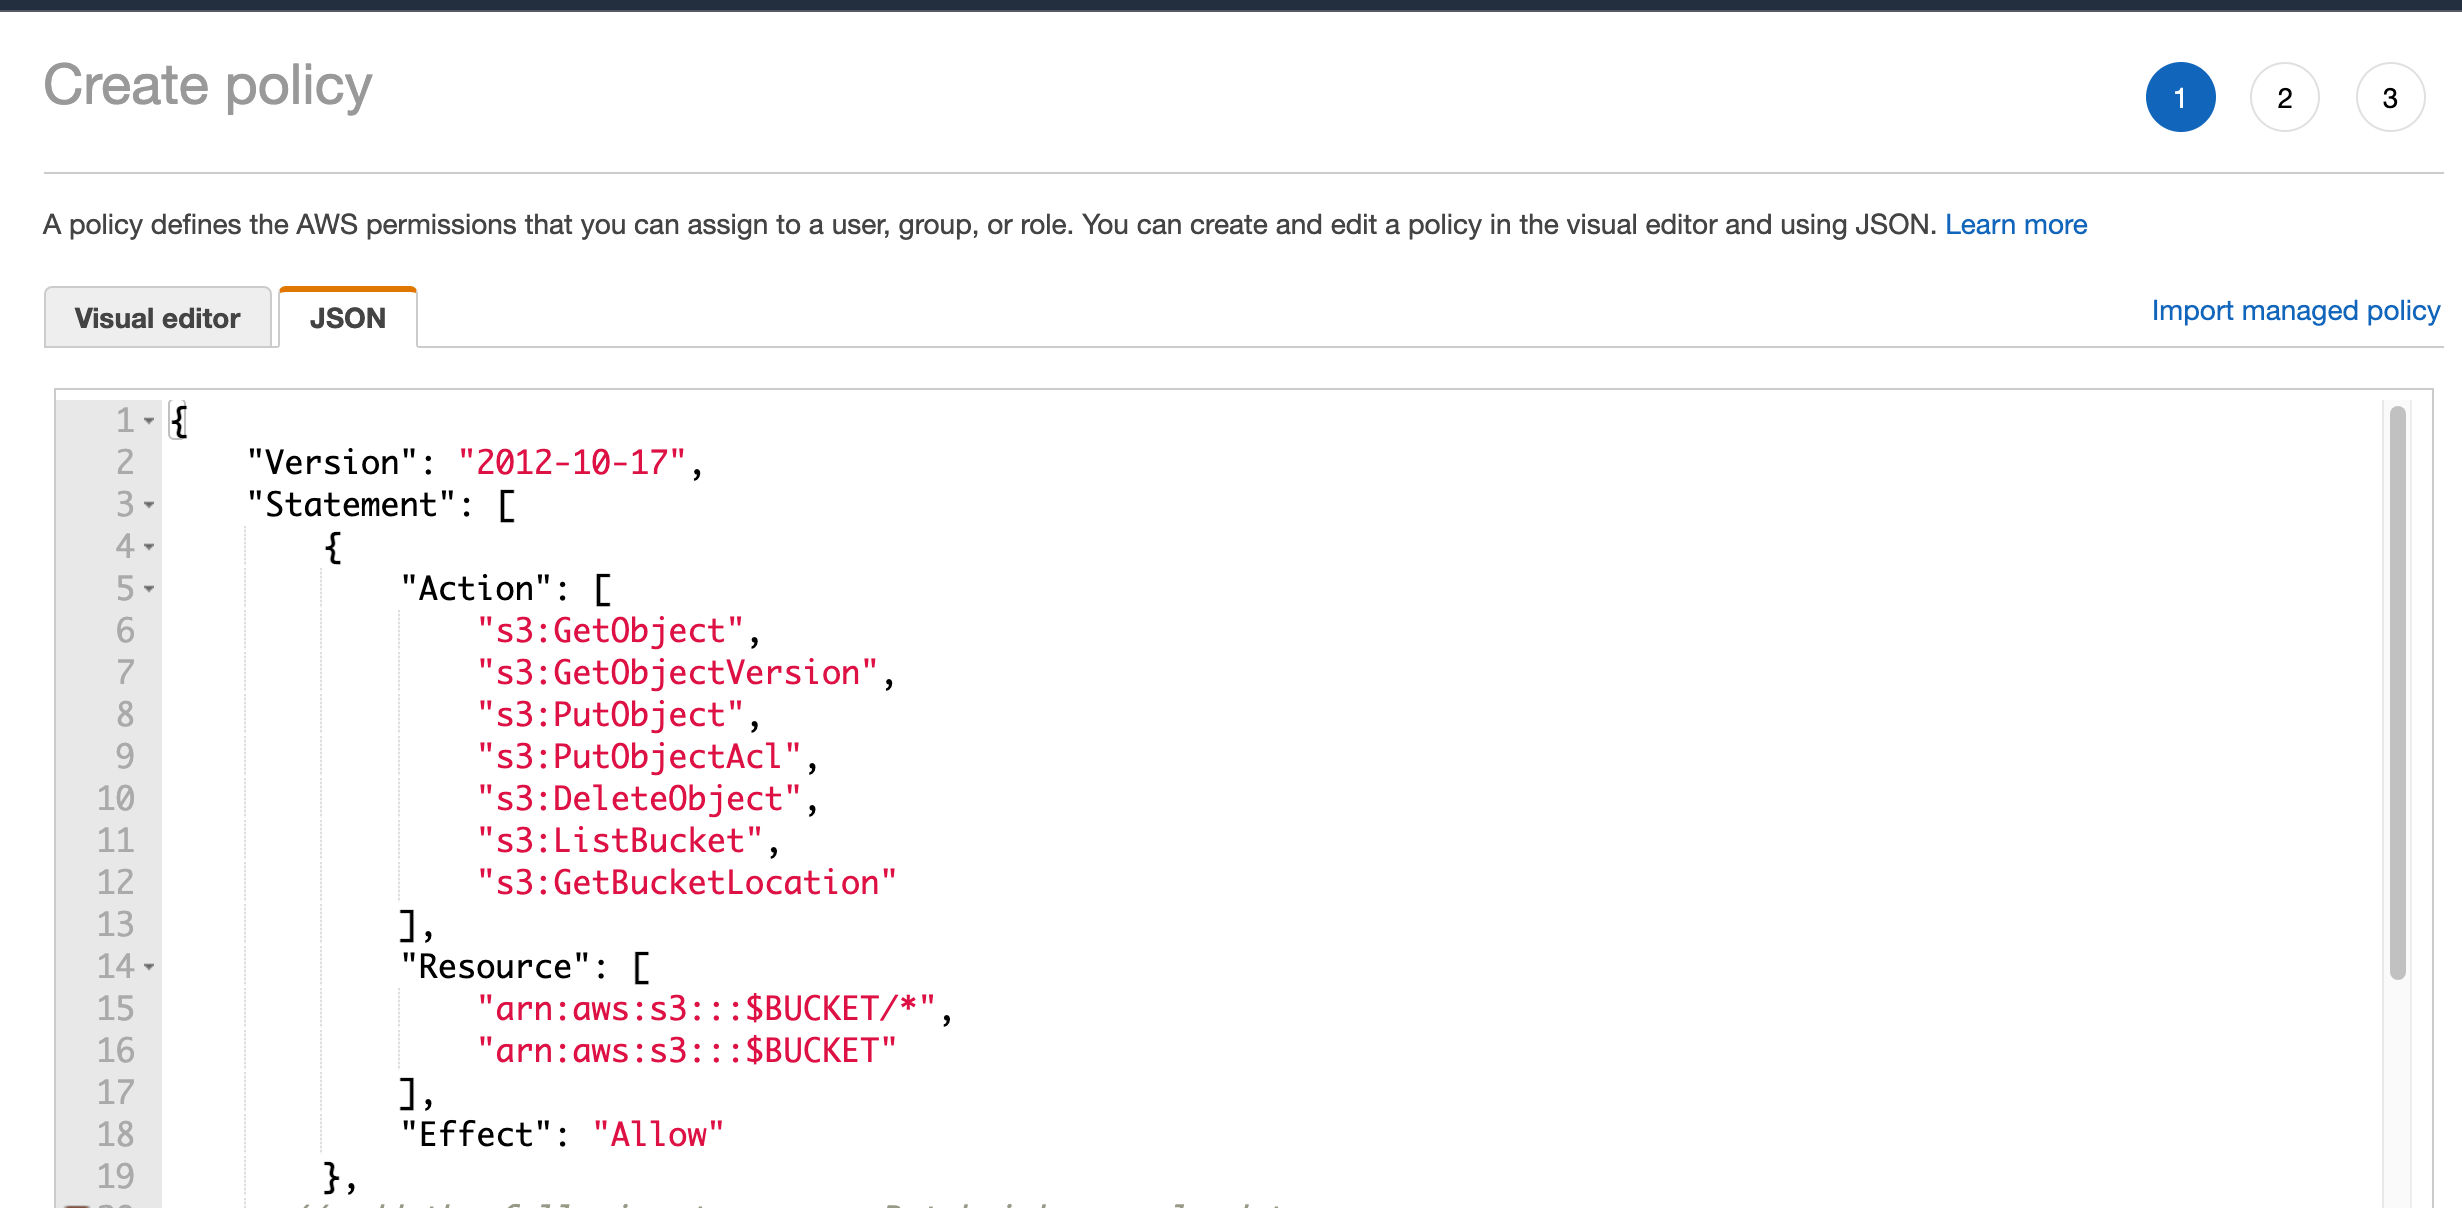 Create policy
1 2 3
A policy defines the AWS permissions that you can assign to a user, group, or role. You can create and edit a policy in the visual editor and using JSON. Learn more
Visual editor JSON Import managed policy
1 {
2 "Version": "2012-10-17",
3 "Statement": [
4 {
5 "Action": [
6 "s3:GetObject",
7 "s3:GetObjectVersion",
8 "s3:PutObject",
9 "s3:PutObjectAcl",
10 "s3:DeleteObject",
11 "s3:ListBucket",
12 "s3:GetBucketLocation"
13 ],
14 "Resource": [
15 "arn:aws:s3:::$BUCKET/*",
16 "arn:aws:s3:::$BUCKET"
17 ],
18 "Effect": "Allow"
19 },